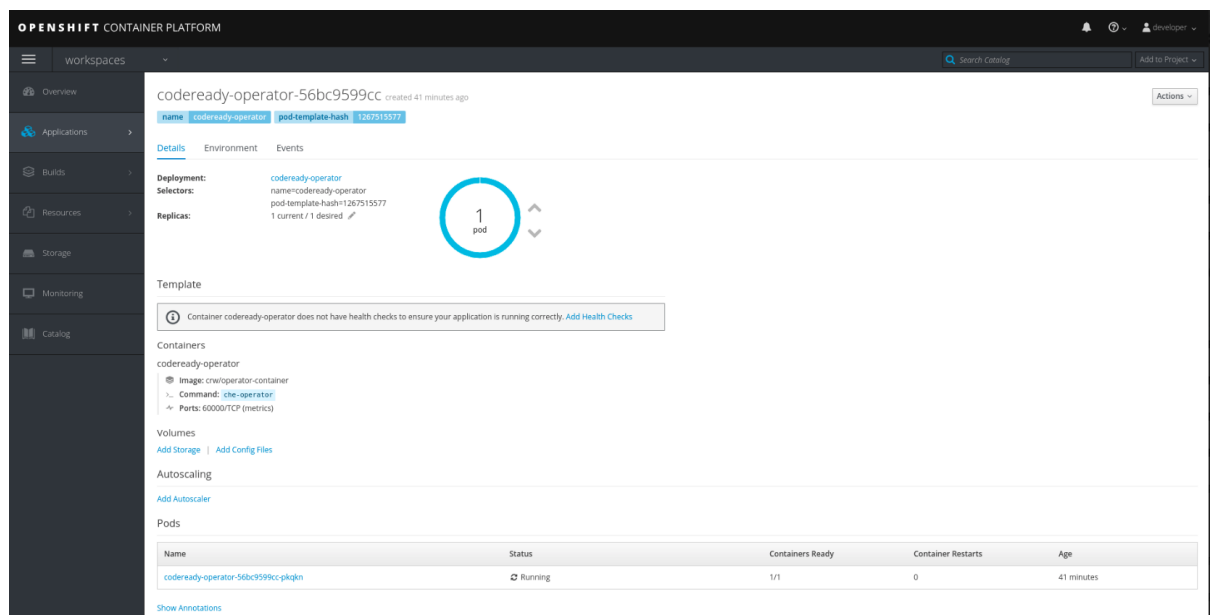 OPENSHIFT CONTAINER PLATFORM
developer
workspaces
Search Catalog
Add to Project
Overview
Applications
Builds
Resources
Storage
Monitoring
Catalog
codeready-operator-56bc9599cc created 41 minutes ago
Actions
name codeready-operator pod-template-hash 1267515577
Details Environment Events
Deployment: codeready-operator
Selectors: name=codeready-operator
pod-template-hash=1267515577
Replicas: 1 current / 1 desired
1
pod
Template
Container codeready-operator does not have health checks to ensure your application is running correctly. Add Health Checks
Containers
codeready-operator
Image: crw/operator-container
Command: che-operator
Ports: 60000/TCP (metrics)
Volumes
Add Storage | Add Config Files
Autoscaling
Add Autoscaler
Pods
Name Status Containers Ready Container Restarts Age
codeready-operator-56bc9599cc-pkqkn Running 1/1 0 41 minutes
Show Annotations